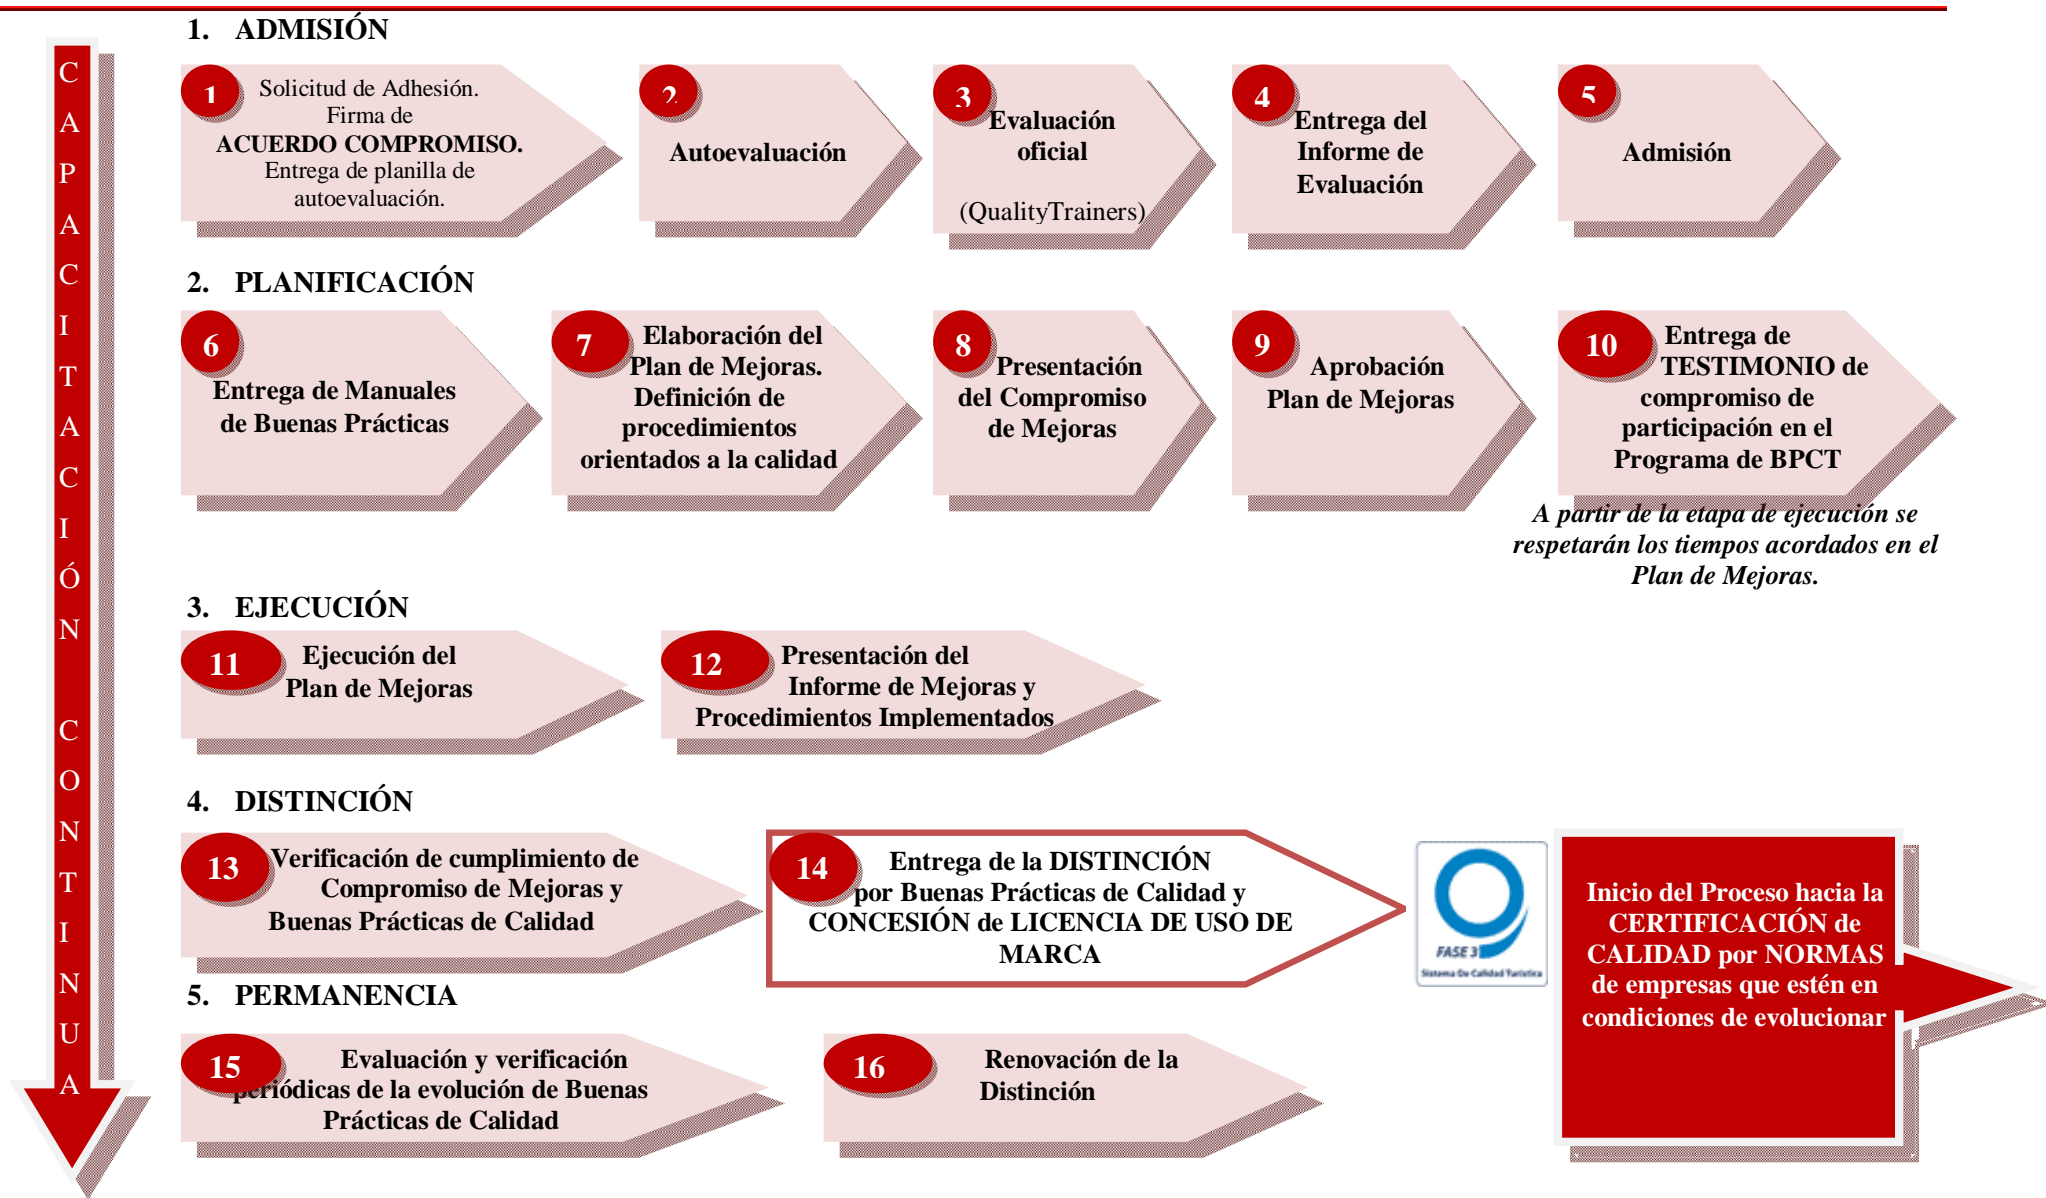 CAPACITACIÓN CONTINUA
1. ADMISIÓN
1
Solicitud de Adhesión.
Firma de
ACUERDO COMPROMISO.
Entrega de planilla de
autoevaluación.
2
Autoevaluación
3
Evaluación
oficial
(QualityTrainers)
4
Entrega del
Informe de
Evaluación
5
Admisión
2. PLANIFICACIÓN
6
Entrega de Manuales
de Buenas Prácticas
7
Elaboración del
Plan de Mejoras.
Definición de
procedimientos
orientados a la calidad
8
Presentación
del Compromiso
de Mejoras
9
Aprobación
Plan de Mejoras
10
Entrega de
TESTIMONIO de
compromiso de
participación en el
Programa de BPCT
A partir de la etapa de ejecución se
respetarán los tiempos acordados en el
Plan de Mejoras.
3. EJECUCIÓN
11
Ejecución del
Plan de Mejoras
12
Presentación del
Informe de Mejoras y
Procedimientos Implementados
4. DISTINCIÓN
13
Verificación de cumplimiento de
Compromiso de Mejoras y
Buenas Prácticas de Calidad
14
Entrega de la DISTINCIÓN
por Buenas Prácticas de Calidad y
CONCESIÓN de LICENCIA DE USO DE
MARCA
FASE 3
Sistema De Calidad Turística
Inicio del Proceso hacia la
CERTIFICACIÓN de
CALIDAD por NORMAS
de empresas que estén en
condiciones de evolucionar
5. PERMANENCIA
15
Evaluación y verificación
periódicas de la evolución de Buenas
Prácticas de Calidad
16
Renovación de la
Distinción